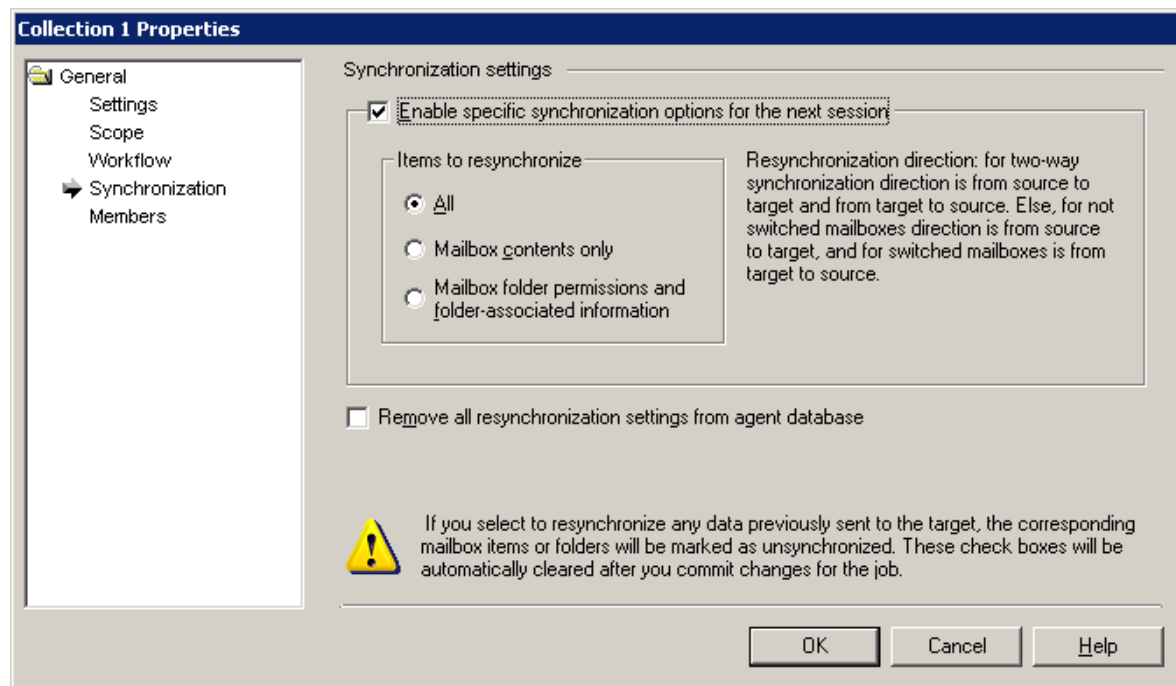 Collection 1 Properties
General
Settings
Scope
Workflow
Synchronization
Members
Synchronization settings
Enable specific synchronization options for the next session
Items to resynchronize
All
Mailbox contents only
Mailbox folder permissions and
folder-associated information
Resynchronization direction: for two-way
synchronization direction is from source to
target and from target to source. Else, for not
switched mailboxes direction is from source
to target, and for switched mailboxes is from
target to source.
Remove all resynchronization settings from agent database
If you select to resynchronize any data previously sent to the target, the corresponding
mailbox items or folders will be marked as unsynchronized. These check boxes will be
automatically cleared after you commit changes for the job.
OK
Cancel
Help